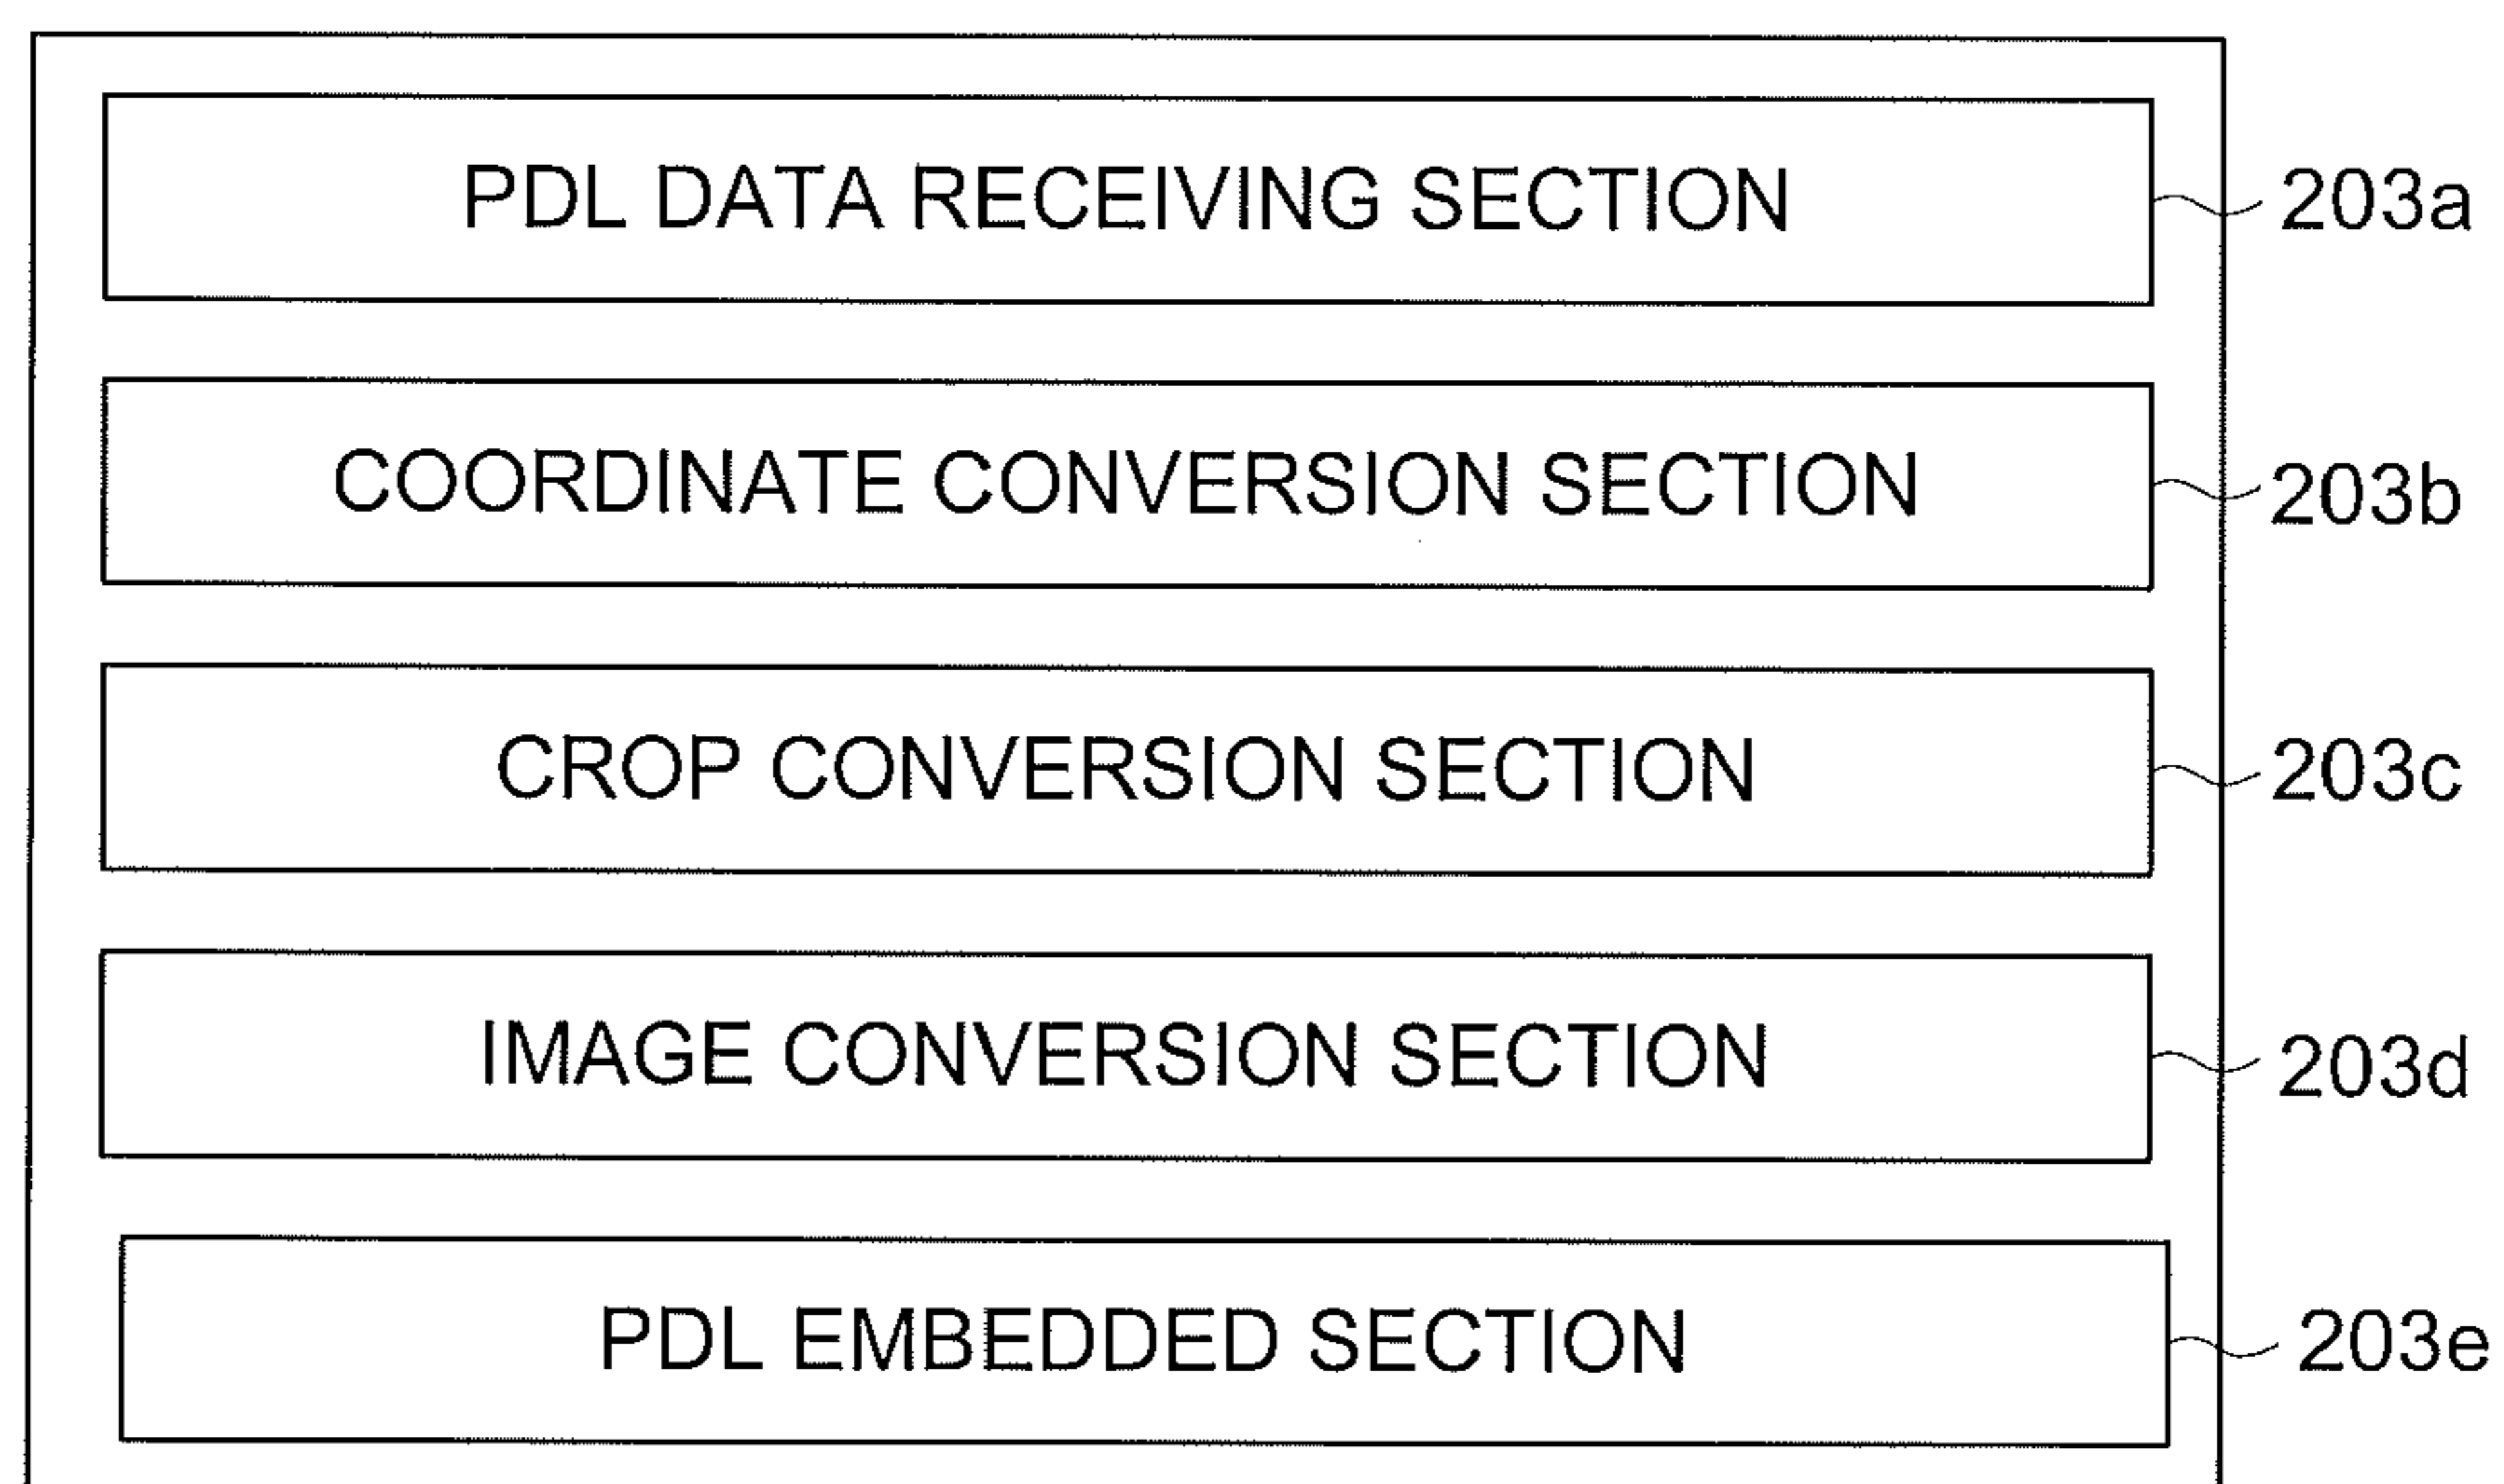 PDL DATA RECEIVING SECTION 203a
COORDINATE CONVERSION SECTION 203b
CROP CONVERSION SECTION 203c
IMAGE CONVERSION SECTION 203d
PDL EMBEDDED SECTION 203e